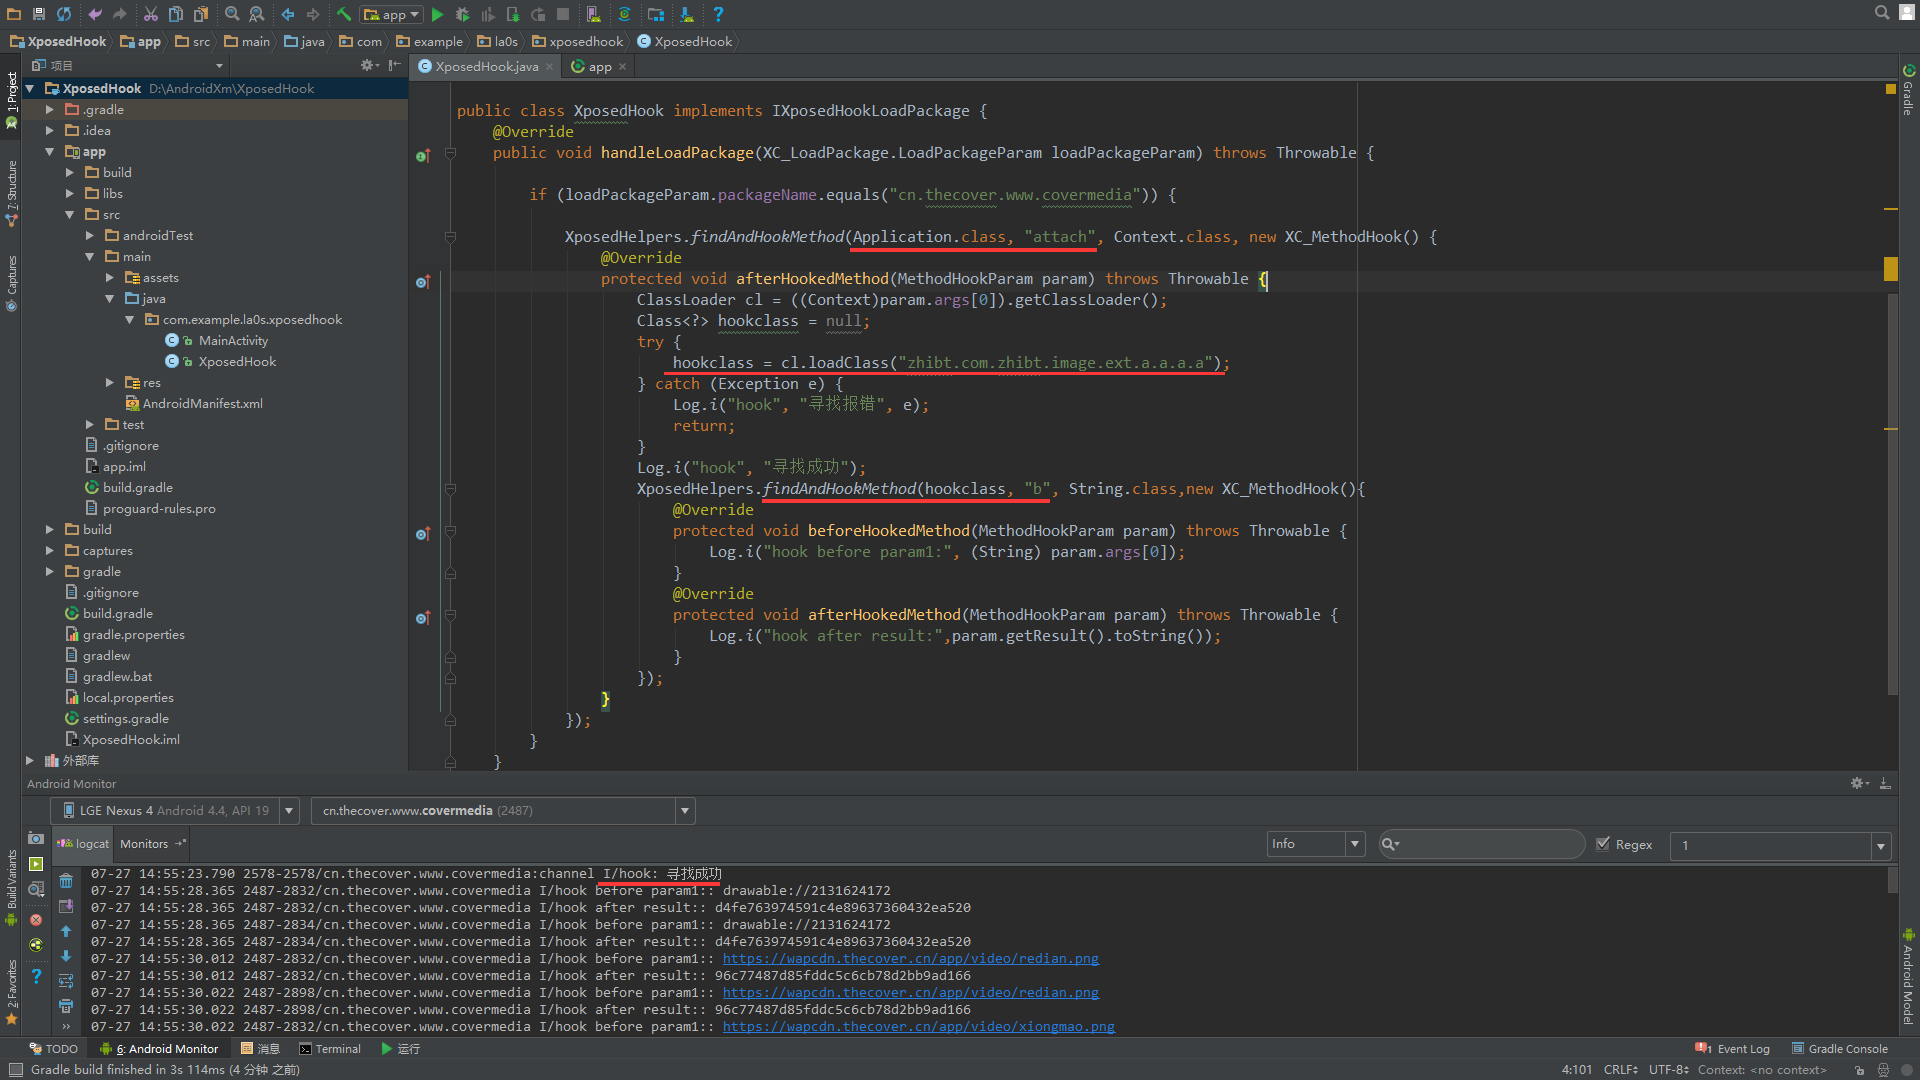 app
XposedHook
app
src
main
java
com
example
la0s
xposedhook
XposedHook
项目
XposedHook.java
app
1: Project
7: Structure
Captures
Build Variants
2: Favorites
Gradle
Android Model
XposedHook D:\AndroidXm\XposedHook
.gradle
.idea
app
build
libs
src
androidTest
main
assets
java
com.example.la0s.xposedhook
MainActivity
XposedHook
res
AndroidManifest.xml
test
.gitignore
app.iml
build.gradle
proguard-rules.pro
build
captures
gradle
.gitignore
build.gradle
gradle.properties
gradlew
gradlew.bat
local.properties
settings.gradle
XposedHook.iml
外部库
public class XposedHook implements IXposedHookLoadPackage {
@Override
public void handleLoadPackage(XC_LoadPackage.LoadPackageParam loadPackageParam) throws Throwable {
if (loadPackageParam.packageName.equals("cn.thecover.www.covermedia")) {
XposedHelpers.findAndHookMethod(Application.class, "attach", Context.class, new XC_MethodHook() {
@Override
protected void afterHookedMethod(MethodHookParam param) throws Throwable {
ClassLoader cl = ((Context)param.args[0]).getClassLoader();
Class<?> hookclass = null;
try {
hookclass = cl.loadClass("zhibt.com.zhibt.image.ext.a.a.a.a");
} catch (Exception e) {
Log.i("hook", "寻找报错", e);
return;
}
Log.i("hook", "寻找成功");
XposedHelpers.findAndHookMethod(hookclass, "b", String.class,new XC_MethodHook(){
@Override
protected void beforeHookedMethod(MethodHookParam param) throws Throwable {
Log.i("hook before param1:", (String) param.args[0]);
}
@Override
protected void afterHookedMethod(MethodHookParam param) throws Throwable {
Log.i("hook after result:",param.getResult().toString());
}
});
}
});
}
}
Android Monitor
LGE Nexus 4 Android 4.4, API 19
cn.thecover.www.covermedia (2487)
logcat
Monitors
Info
Regex
1
07-27 14:55:23.790 2578-2578/cn.thecover.www.covermedia:channel I/hook: 寻找成功
07-27 14:55:28.365 2487-2832/cn.thecover.www.covermedia I/hook before param1:: drawable://2131624172
07-27 14:55:28.365 2487-2832/cn.thecover.www.covermedia I/hook after result:: d4fe763974591c4e89637360432ea520
07-27 14:55:28.365 2487-2834/cn.thecover.www.covermedia I/hook before param1:: drawable://2131624172
07-27 14:55:28.365 2487-2834/cn.thecover.www.covermedia I/hook after result:: d4fe763974591c4e89637360432ea520
07-27 14:55:30.012 2487-2832/cn.thecover.www.covermedia I/hook before param1:: https://wapcdn.thecover.cn/app/video/redian.png
07-27 14:55:30.012 2487-2832/cn.thecover.www.covermedia I/hook after result:: 96c77487d85fddc5c6cb78d2bb9ad166
07-27 14:55:30.022 2487-2898/cn.thecover.www.covermedia I/hook before param1:: https://wapcdn.thecover.cn/app/video/redian.png
07-27 14:55:30.022 2487-2898/cn.thecover.www.covermedia I/hook after result:: 96c77487d85fddc5c6cb78d2bb9ad166
07-27 14:55:30.022 2487-2832/cn.thecover.www.covermedia I/hook before param1:: https://wapcdn.thecover.cn/app/video/xiongmao.png
TODO
6: Android Monitor
消息
Terminal
运行
1 Event Log
Gradle Console
Gradle build finished in 3s 114ms (4 分钟 之前)
4:101 CRLF UTF-8 Context: <no context>